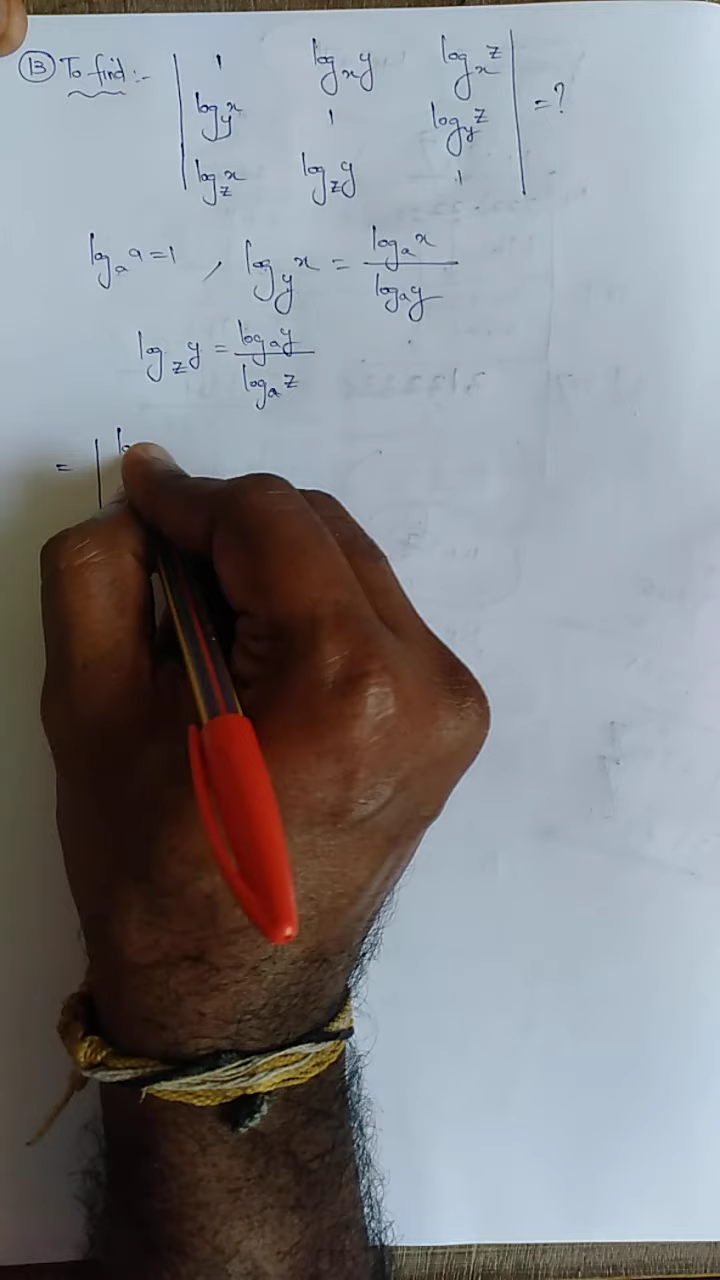 13 To find:- | 1 log_x y log_x z |
| log_y x 1 log_y z | = ?
| log_z x log_z y 1 |
log_a a = 1 , log_y x = log_a x / log_a y
log_z y = log_a y / log_a z
= | lo